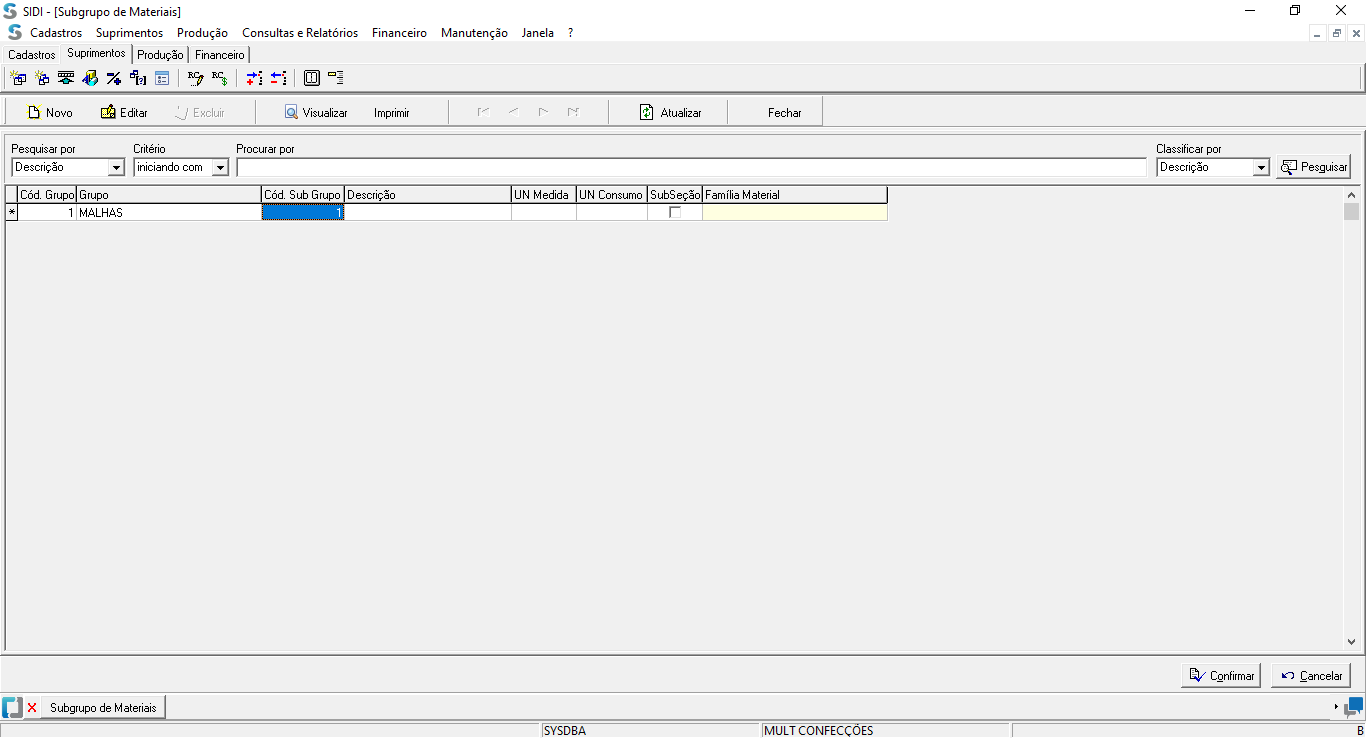 SIDI - [Subgrupo de Materiais]
Cadastros Suprimentos Produção Consultas e Relatórios Financeiro Manutenção Janela ?
Cadastros Suprimentos Produção Financeiro
Novo Editar Excluir Visualizar Imprimir Atualizar Fechar
Pesquisar por Critério Procurar por Classificar por
Descrição iniciando com Descrição Pesquisar
Cód. Grupo Grupo Cód. Sub Grupo Descrição UN Medida UN Consumo SubSeção Família Material
* 1 MALHAS 1
Confirmar Cancelar
Subgrupo de Materiais
SYSDBA MULT CONFECÇÕES B